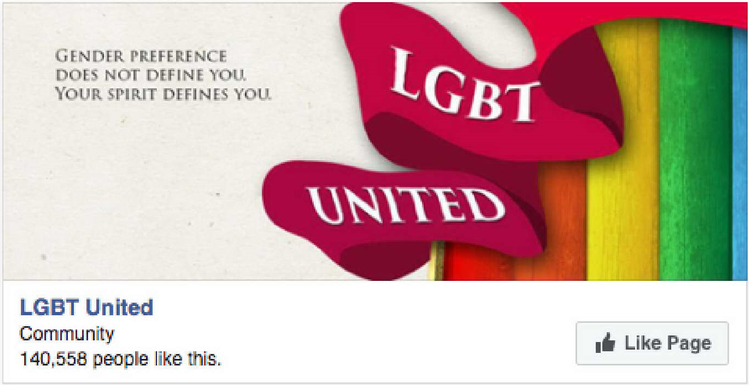 GENDER PREFERENCE
DOES NOT DEFINE YOU.
YOUR SPIRIT DEFINES YOU.
LGBT
UNITED
LGBT United
Community
140,558 people like this.
Like Page